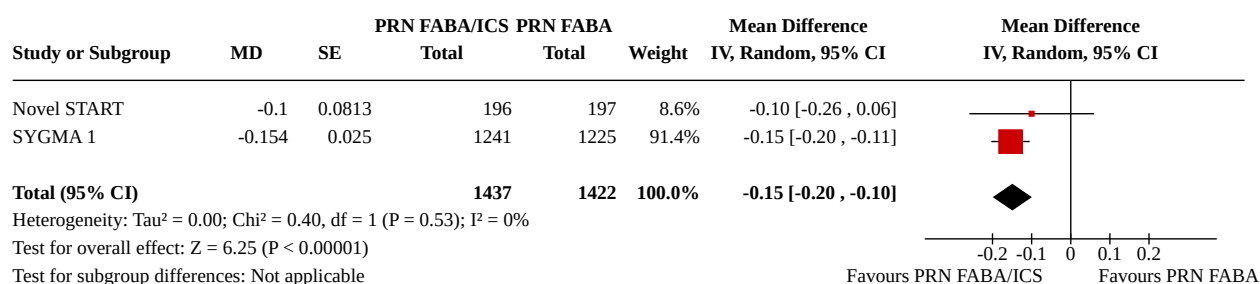 PRN FABA/ICS PRN FABA Mean Difference Mean Difference
Study or Subgroup MD SE Total Total Weight IV, Random, 95% CI IV, Random, 95% CI
Novel START -0.1 0.0813 196 197 8.6% -0.10 [-0.26 , 0.06]
SYGMA 1 -0.154 0.025 1241 1225 91.4% -0.15 [-0.20 , -0.11]
Total (95% CI) 1437 1422 100.0% -0.15 [-0.20 , -0.10]
Heterogeneity: Tau² = 0.00; Chi² = 0.40, df = 1 (P = 0.53); I² = 0%
Test for overall effect: Z = 6.25 (P < 0.00001)
-0.2 -0.1 0 0.1 0.2
Test for subgroup differences: Not applicable Favours PRN FABA/ICS Favours PRN FABA